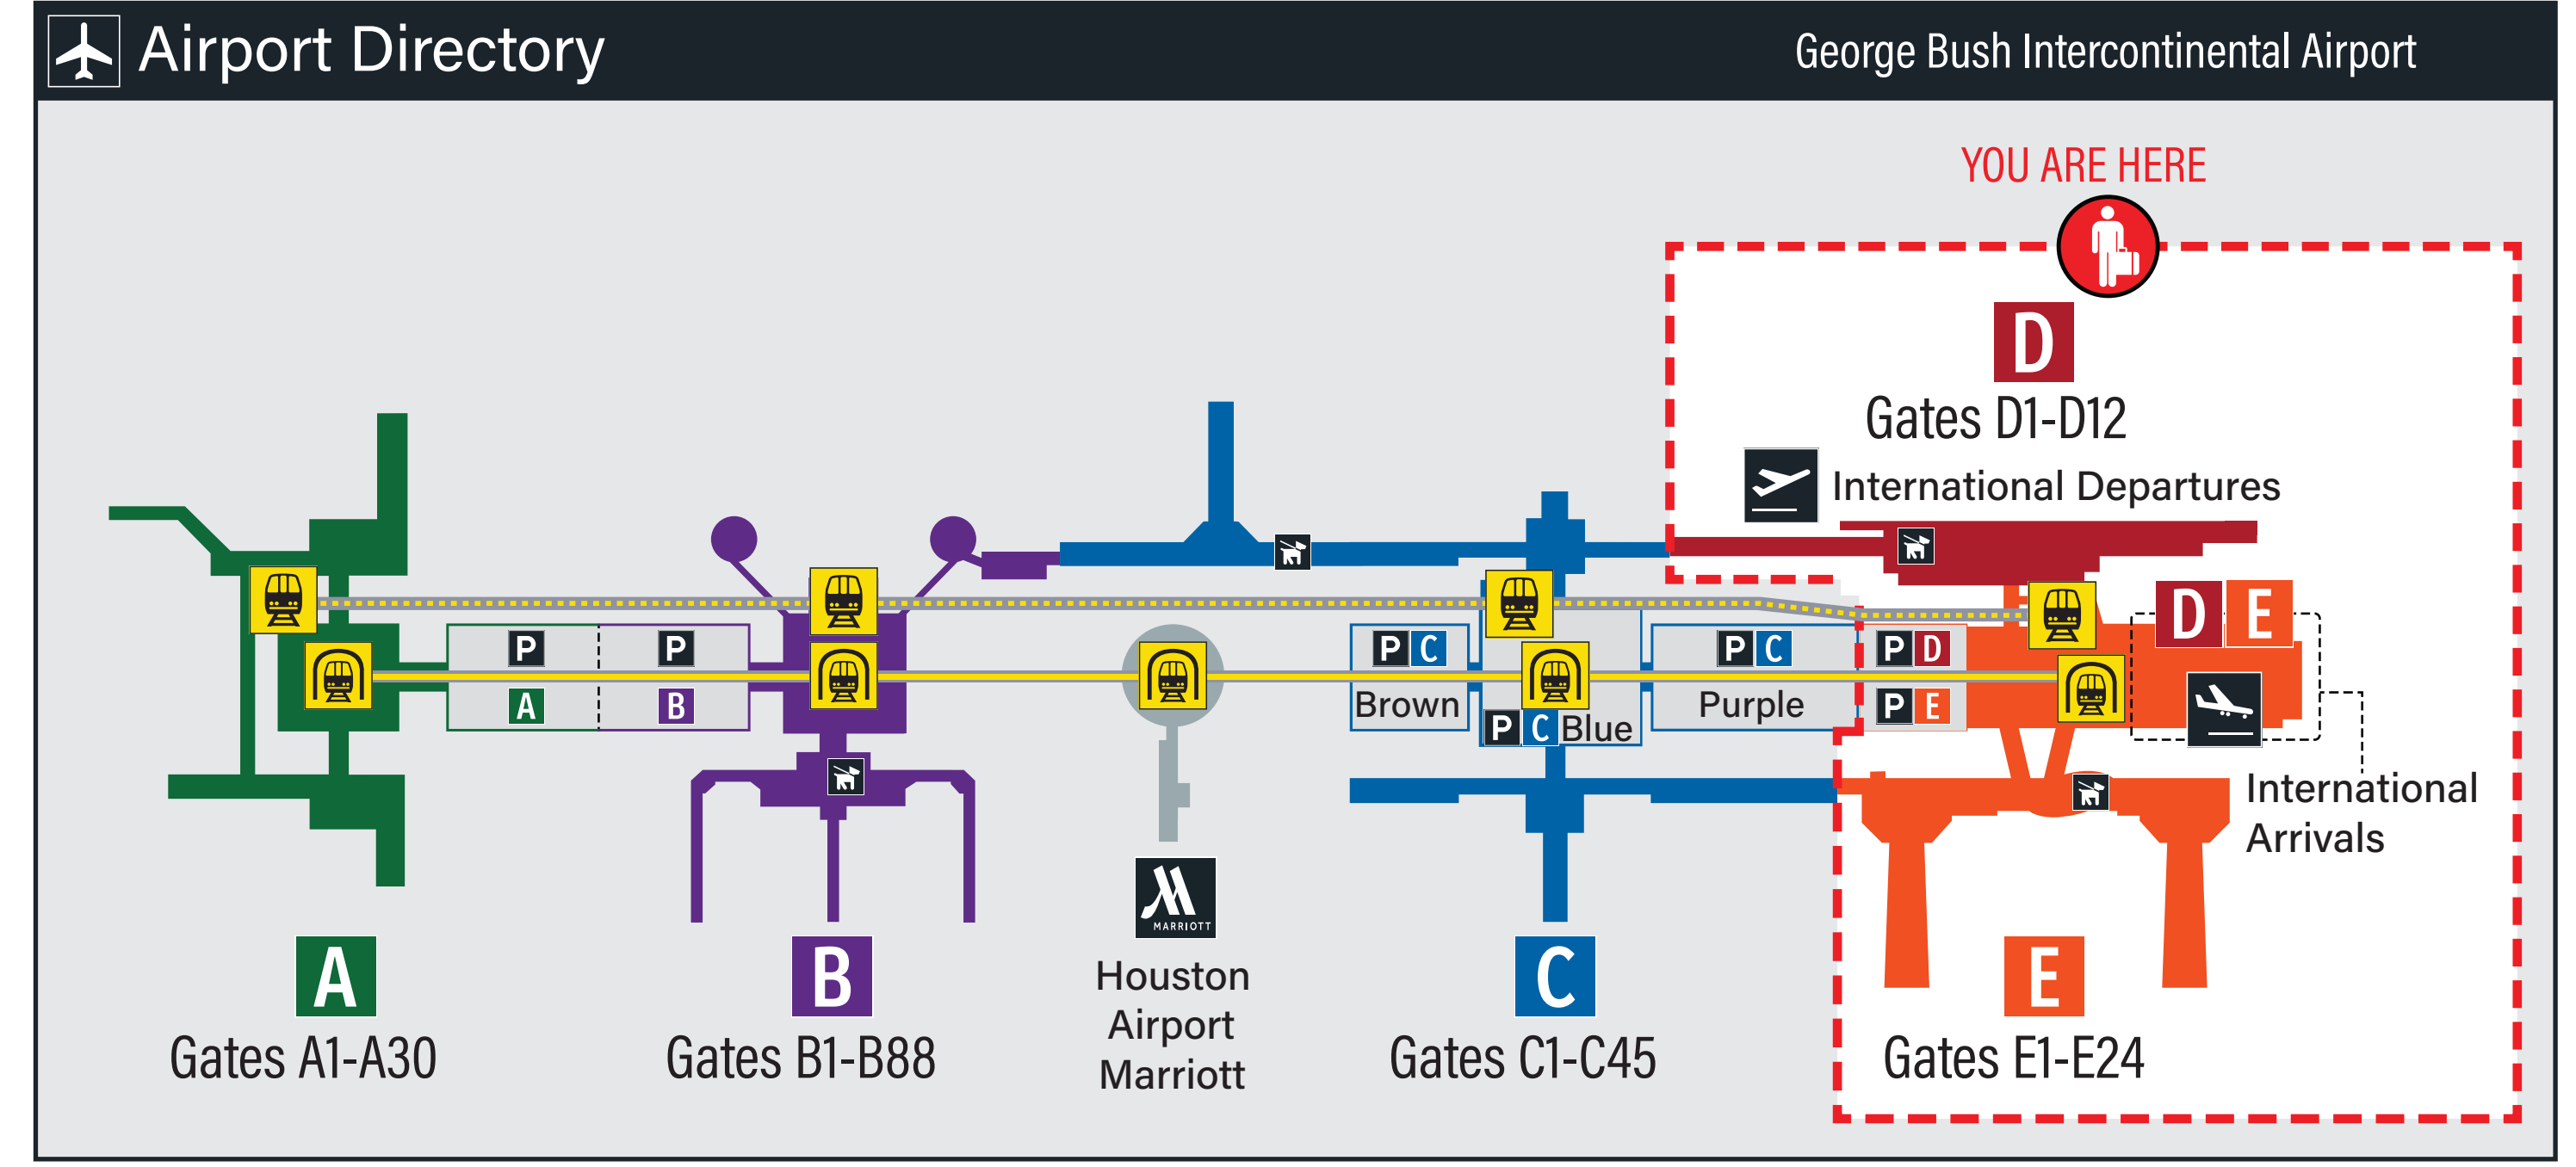 Airport Directory
George Bush Intercontinental Airport
YOU ARE HERE
D
Gates D1-D12
International Departures
D E
P
P
P C
P C
P D
A
B
Brown
P C Blue
Purple
P E
International
Arrivals
MARRIOTT
A
Gates A1-A30
B
Gates B1-B88
Houston
Airport
Marriott
C
Gates C1-C45
E
Gates E1-E24